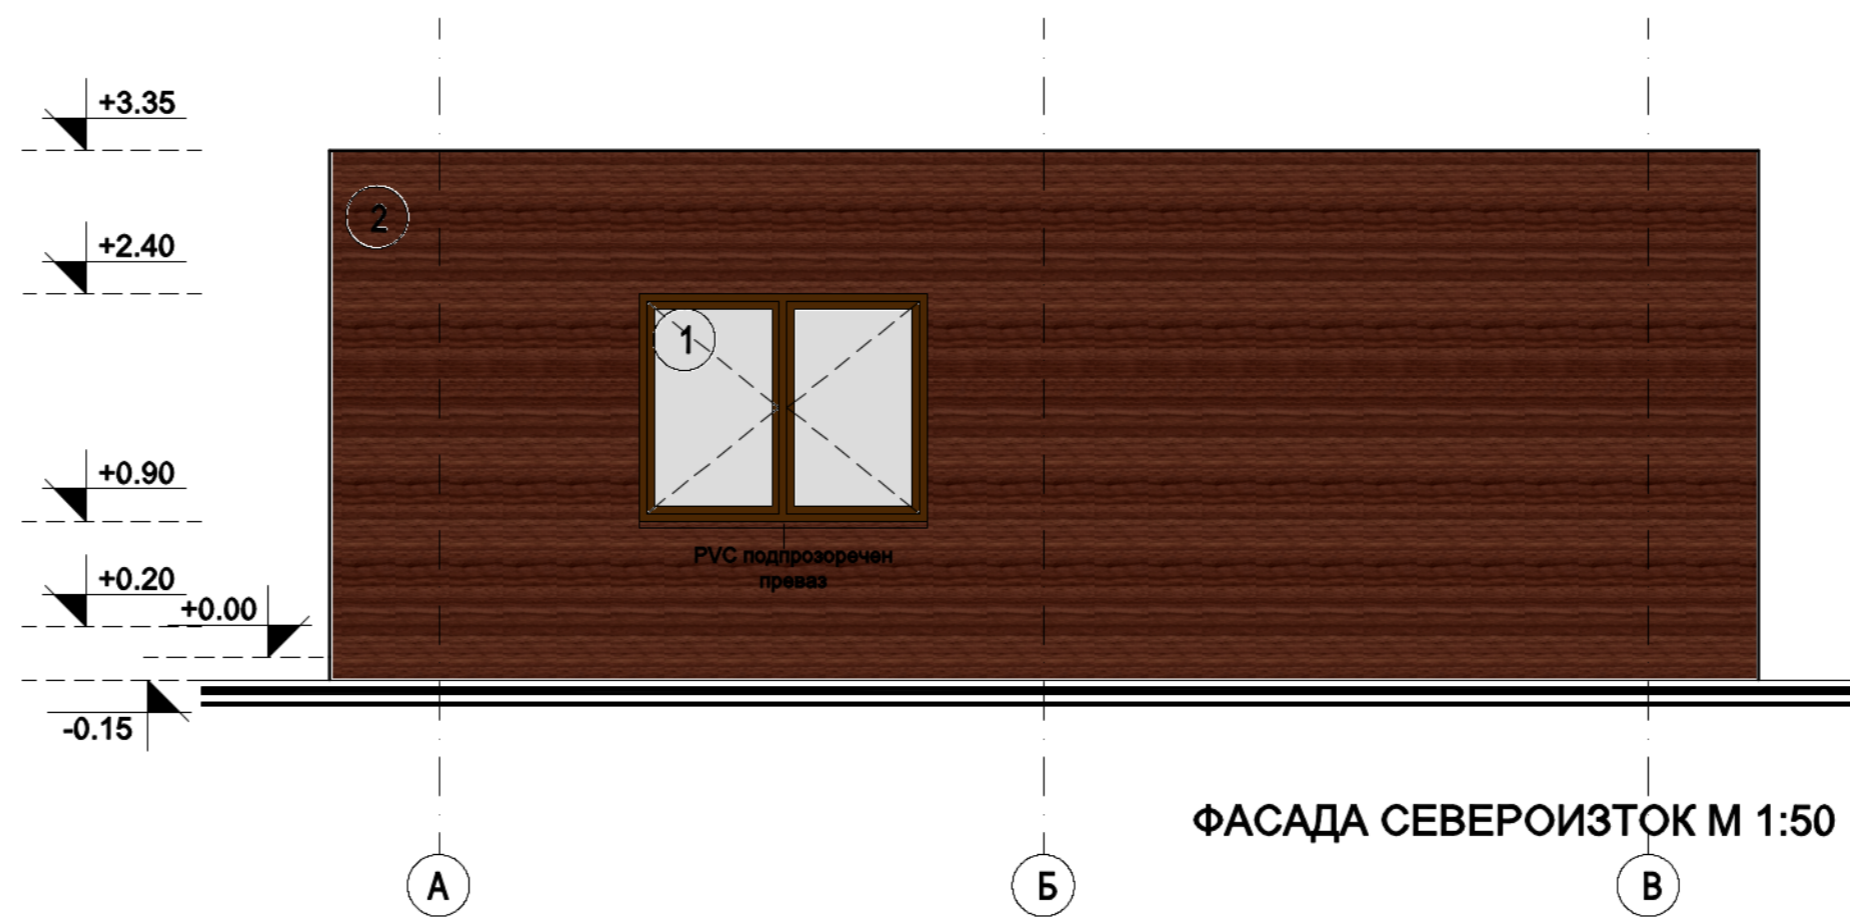 +3.35
2
+2.40
1
+0.90
PVC подпрозоречен
преваз
+0.20
+0.00
-0.15
ФАСАДА СЕВЕРОИЗТОК М 1:50
А
Б
В